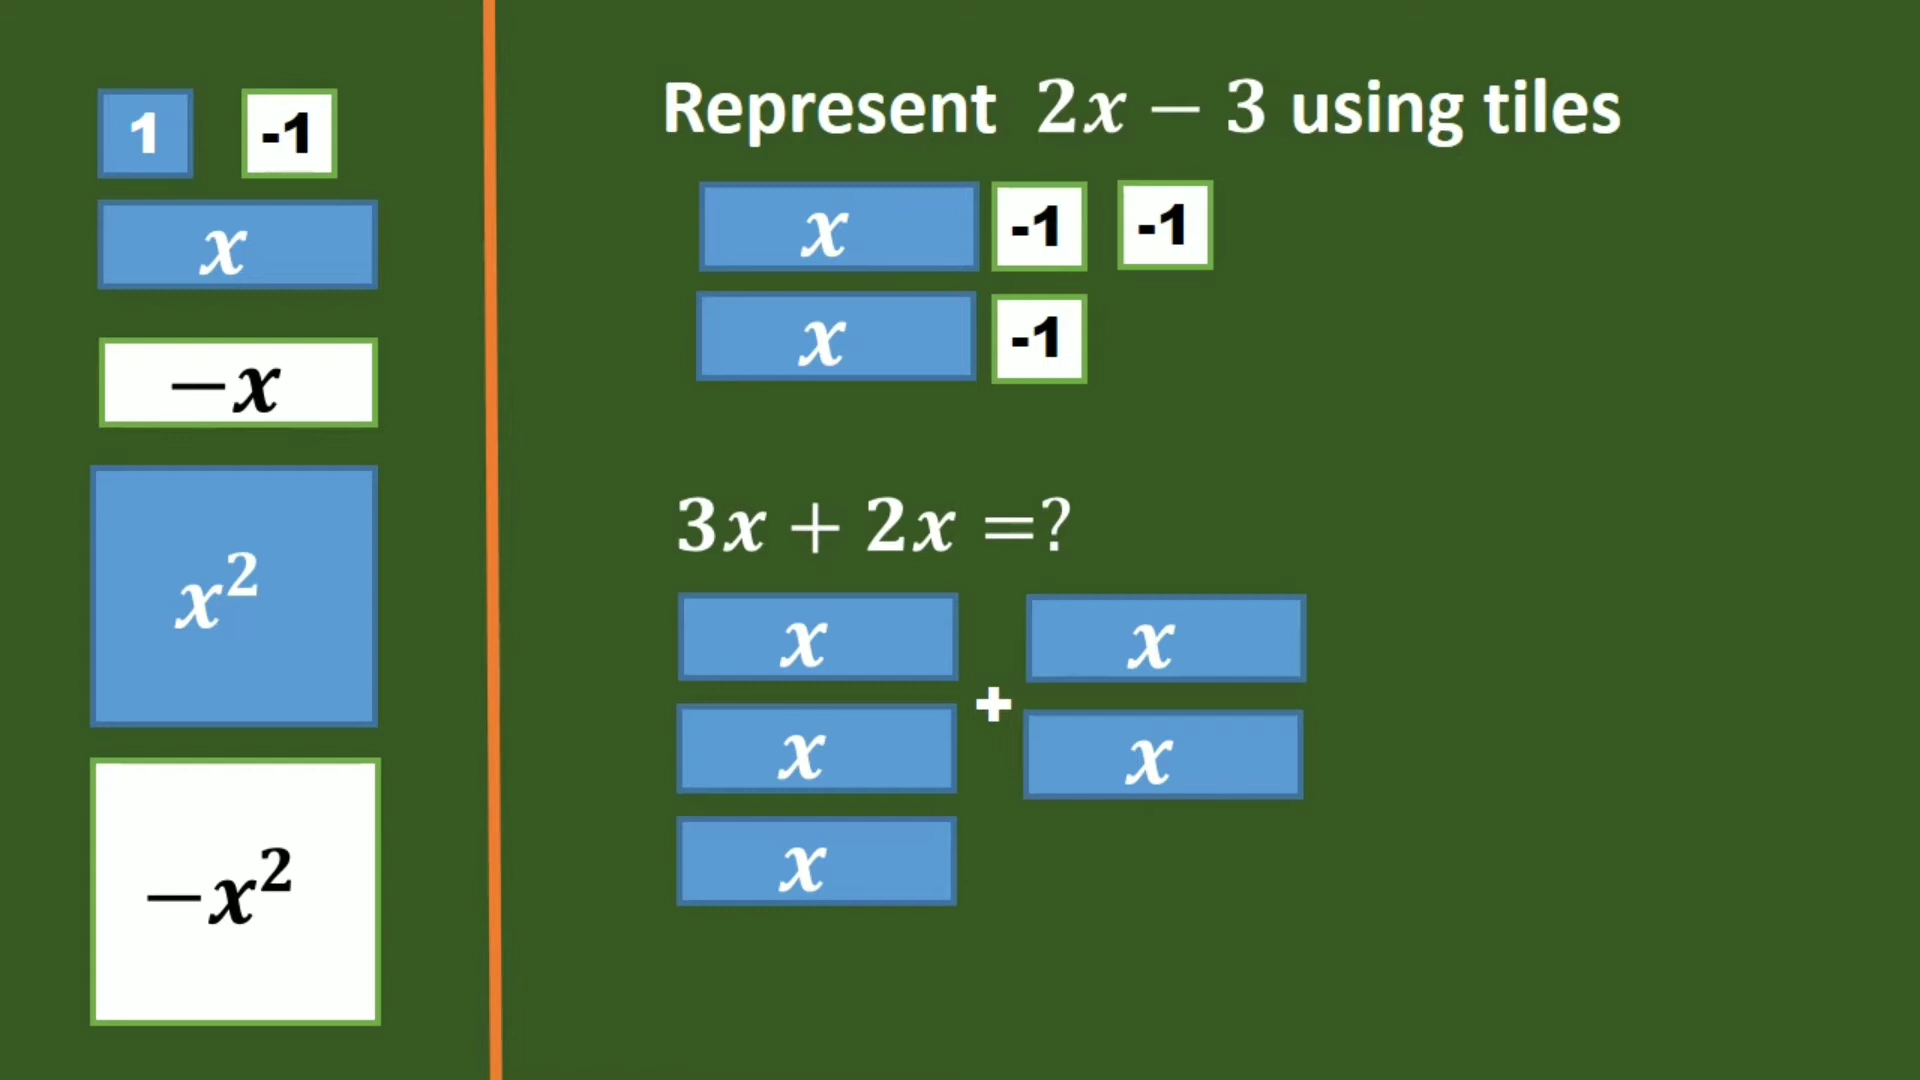 1 -1
x
−x
x²
−x²
Represent 2x − 3 using tiles
x -1 -1
x -1
3x + 2x =?
x x
+
x x
x